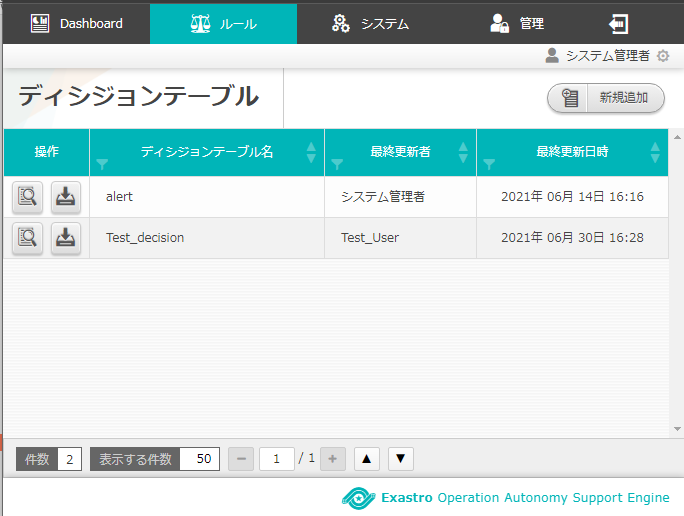 Dashboard ルール システム 管理
システム管理者
ディシジョンテーブル 新規追加
操作 ディシジョンテーブル名 最終更新者 最終更新日時
alert システム管理者 2021年 06月 14日 16:16
Test_decision Test_User 2021年 06月 30日 16:28
件数 2 表示する件数 50 − 1 / 1 + ▲ ▼
Exastro Operation Autonomy Support Engine